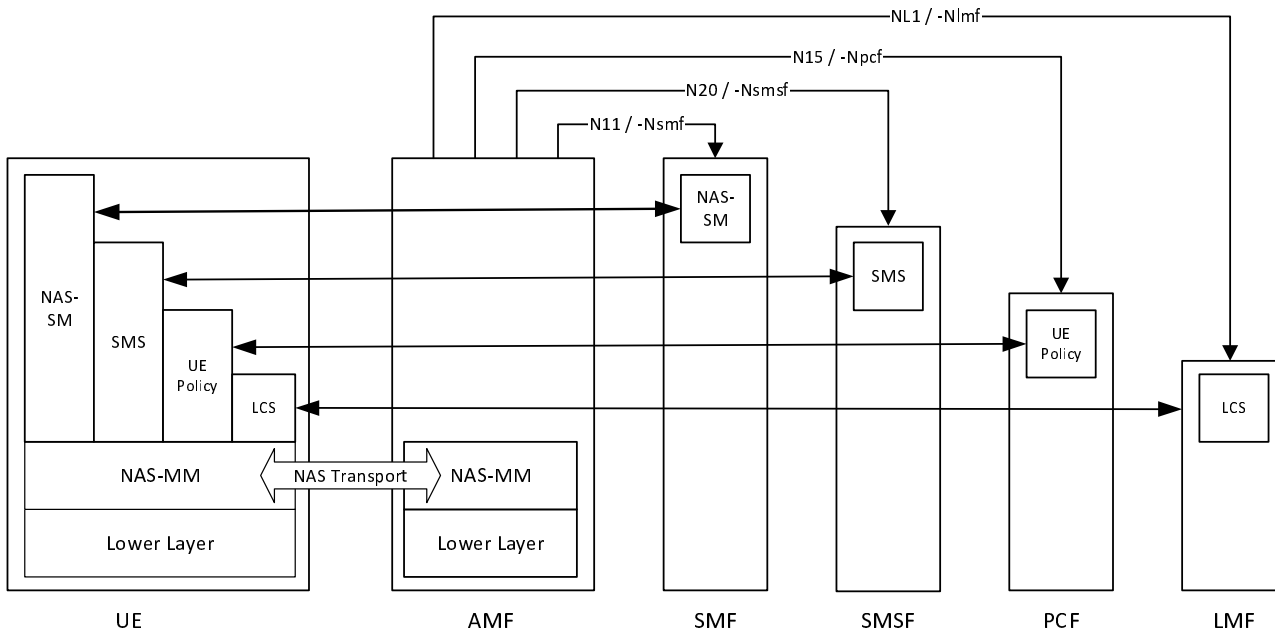 NL1 / -Nlmf
N15 / -Npcf
N20 / -Nsmsf
N11 / -Nsmf
NAS-
SM
SMS
UE
Policy
LCS
NAS-
SM
SMS
UE
Policy
LCS
NAS-MM
NAS Transport
NAS-MM
Lower Layer
Lower Layer
UE
AMF
SMF
SMSF
PCF
LMF